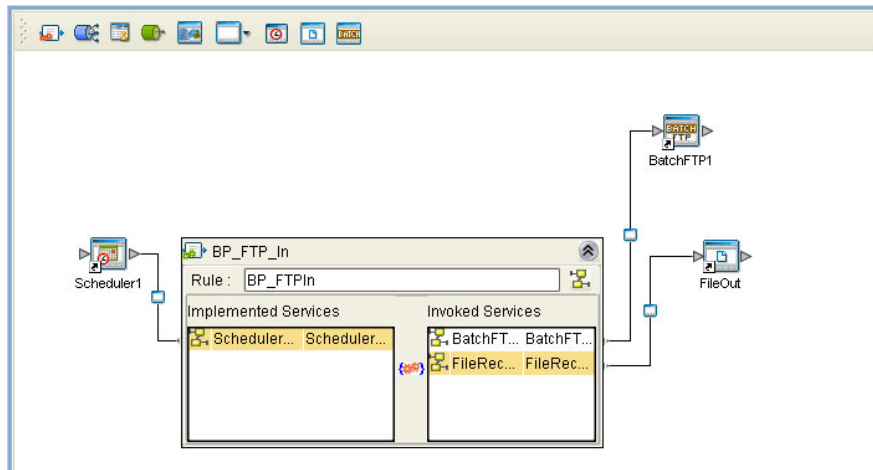 BATCH
BATCH
FTP
BatchFTP1
BP_FTP_In
Scheduler1
Rule : BP_FTPIn
FileOut
Implemented Services Invoked Services
Scheduler... Scheduler... BatchFT... BatchFT...
FileRec... FileRec...